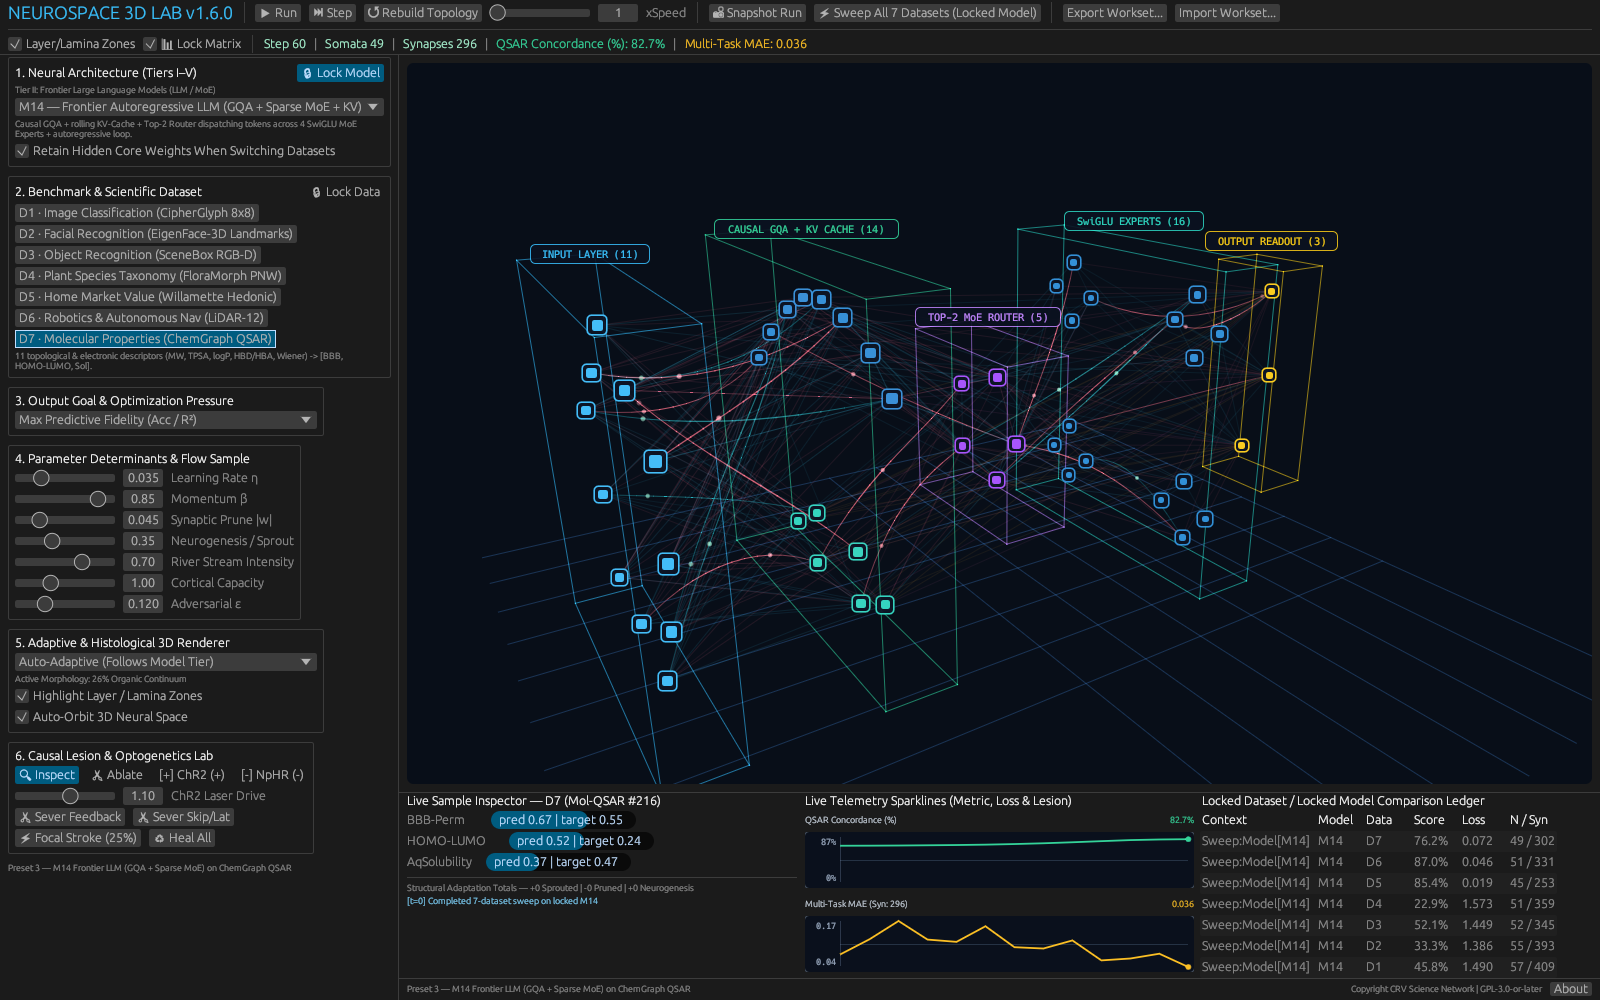 NEUROSPACE 3D LAB v1.6.0
Run
Step
Rebuild Topology
1
xSpeed
Snapshot Run
Sweep All 7 Datasets (Locked Model)
Export Workset...
Import Workset...
Layer/Lamina Zones
Lock Matrix
Step 60 | Somata 49 | Synapses 296 | QSAR Concordance (%): 82.7% | Multi-Task MAE: 0.036
1. Neural Architecture (Tiers I–V)
Lock Model
Tier II: Frontier Large Language Models (LLM / MoE)
M14 — Frontier Autoregressive LLM (GQA + Sparse MoE + KV)
Causal GQA + rolling KV-Cache + Top-2 Router dispatching tokens across 4 SwiGLU MoE
Experts + autoregressive loop.
Retain Hidden Core Weights When Switching Datasets
2. Benchmark & Scientific Dataset
Lock Data
D1 · Image Classification (CipherGlyph 8x8)
D2 · Facial Recognition (EigenFace-3D Landmarks)
D3 · Object Recognition (SceneBox RGB-D)
D4 · Plant Species Taxonomy (FloraMorph PNW)
D5 · Home Market Value (Willamette Hedonic)
D6 · Robotics & Autonomous Nav (LiDAR-12)
D7 · Molecular Properties (ChemGraph QSAR)
11 topological & electronic descriptors (MW, TPSA, logP, HBD/HBA, Wiener) -> [BBB,
HOMO-LUMO, Sol].
3. Output Goal & Optimization Pressure
Max Predictive Fidelity (Acc / R²)
4. Parameter Determinants & Flow Sample
0.035 Learning Rate η
0.85 Momentum β
0.045 Synaptic Prune |w|
0.35 Neurogenesis / Sprout
0.70 River Stream Intensity
1.00 Cortical Capacity
0.120 Adversarial ε
5. Adaptive & Histological 3D Renderer
Auto-Adaptive (Follows Model Tier)
Active Morphology: 26% Organic Continuum
Highlight Layer / Lamina Zones
Auto-Orbit 3D Neural Space
6. Causal Lesion & Optogenetics Lab
Inspect
Ablate
[+] ChR2 (+)
[-] NpHR (-)
1.10 ChR2 Laser Drive
Sever Feedback
Sever Skip/Lat
Focal Stroke (25%)
Heal All
Preset 3 — M14 Frontier LLM (GQA + Sparse MoE) on ChemGraph QSAR
INPUT LAYER (11)
CAUSAL GQA + KV CACHE (14)
TOP-2 MoE ROUTER (5)
SwiGLU EXPERTS (16)
OUTPUT READOUT (3)
Live Sample Inspector — D7 (Mol-QSAR #216)
BBB-Perm pred 0.67 | target 0.55
HOMO-LUMO pred 0.52 | target 0.24
AqSolubility pred 0.37 | target 0.47
Structural Adaptation Totals — +0 Sprouted | -0 Pruned | +0 Neurogenesis
[t=0] Completed 7-dataset sweep on locked M14
Live Telemetry Sparklines (Metric, Loss & Lesion)
QSAR Concordance (%) 82.7%
87%
0%
Multi-Task MAE (Syn: 296) 0.036
0.17
0.04
Locked Dataset / Locked Model Comparison Ledger
Context Model Data Score Loss N / Syn
Sweep:Model[M14] M14 D7 76.2% 0.072 49 / 302
Sweep:Model[M14] M14 D6 87.0% 0.046 51 / 331
Sweep:Model[M14] M14 D5 85.4% 0.019 45 / 253
Sweep:Model[M14] M14 D4 22.9% 1.573 51 / 359
Sweep:Model[M14] M14 D3 52.1% 1.449 52 / 345
Sweep:Model[M14] M14 D2 33.3% 1.386 55 / 393
Sweep:Model[M14] M14 D1 45.8% 1.490 57 / 409
Preset 3 — M14 Frontier LLM (GQA + Sparse MoE) on ChemGraph QSAR
Copyright CRV Science Network | GPL-3.0-or-later
About